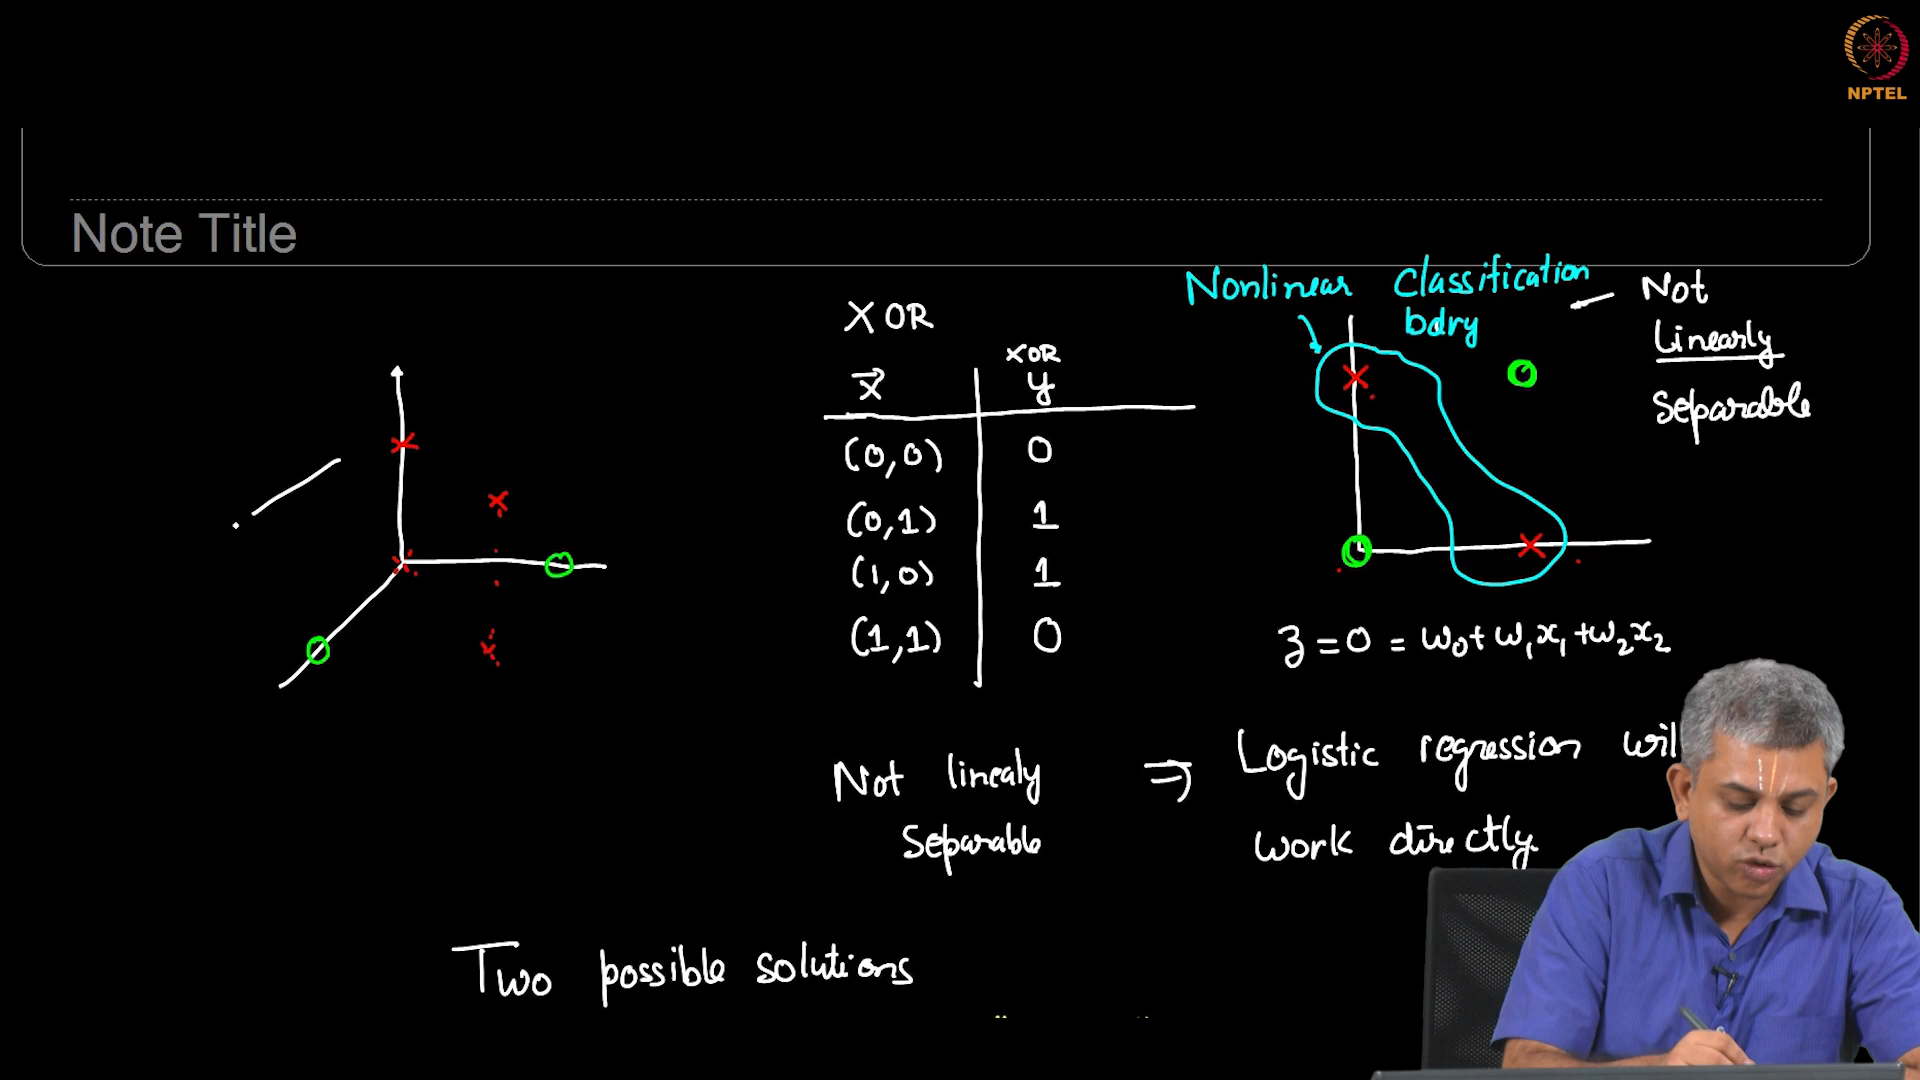 NPTEL
Note Title
XOR
x⃗ XOR y
(0,0) 0
(0,1) 1
(1,0) 1
(1,1) 0
Nonlinear Classification
bdry
Not
Linearly
Separable
z = 0 = w₀ + w₁x₁ + w₂x₂
Not linealy
Separable
⇒ Logistic regression wil
work directly.
Two possible solutions